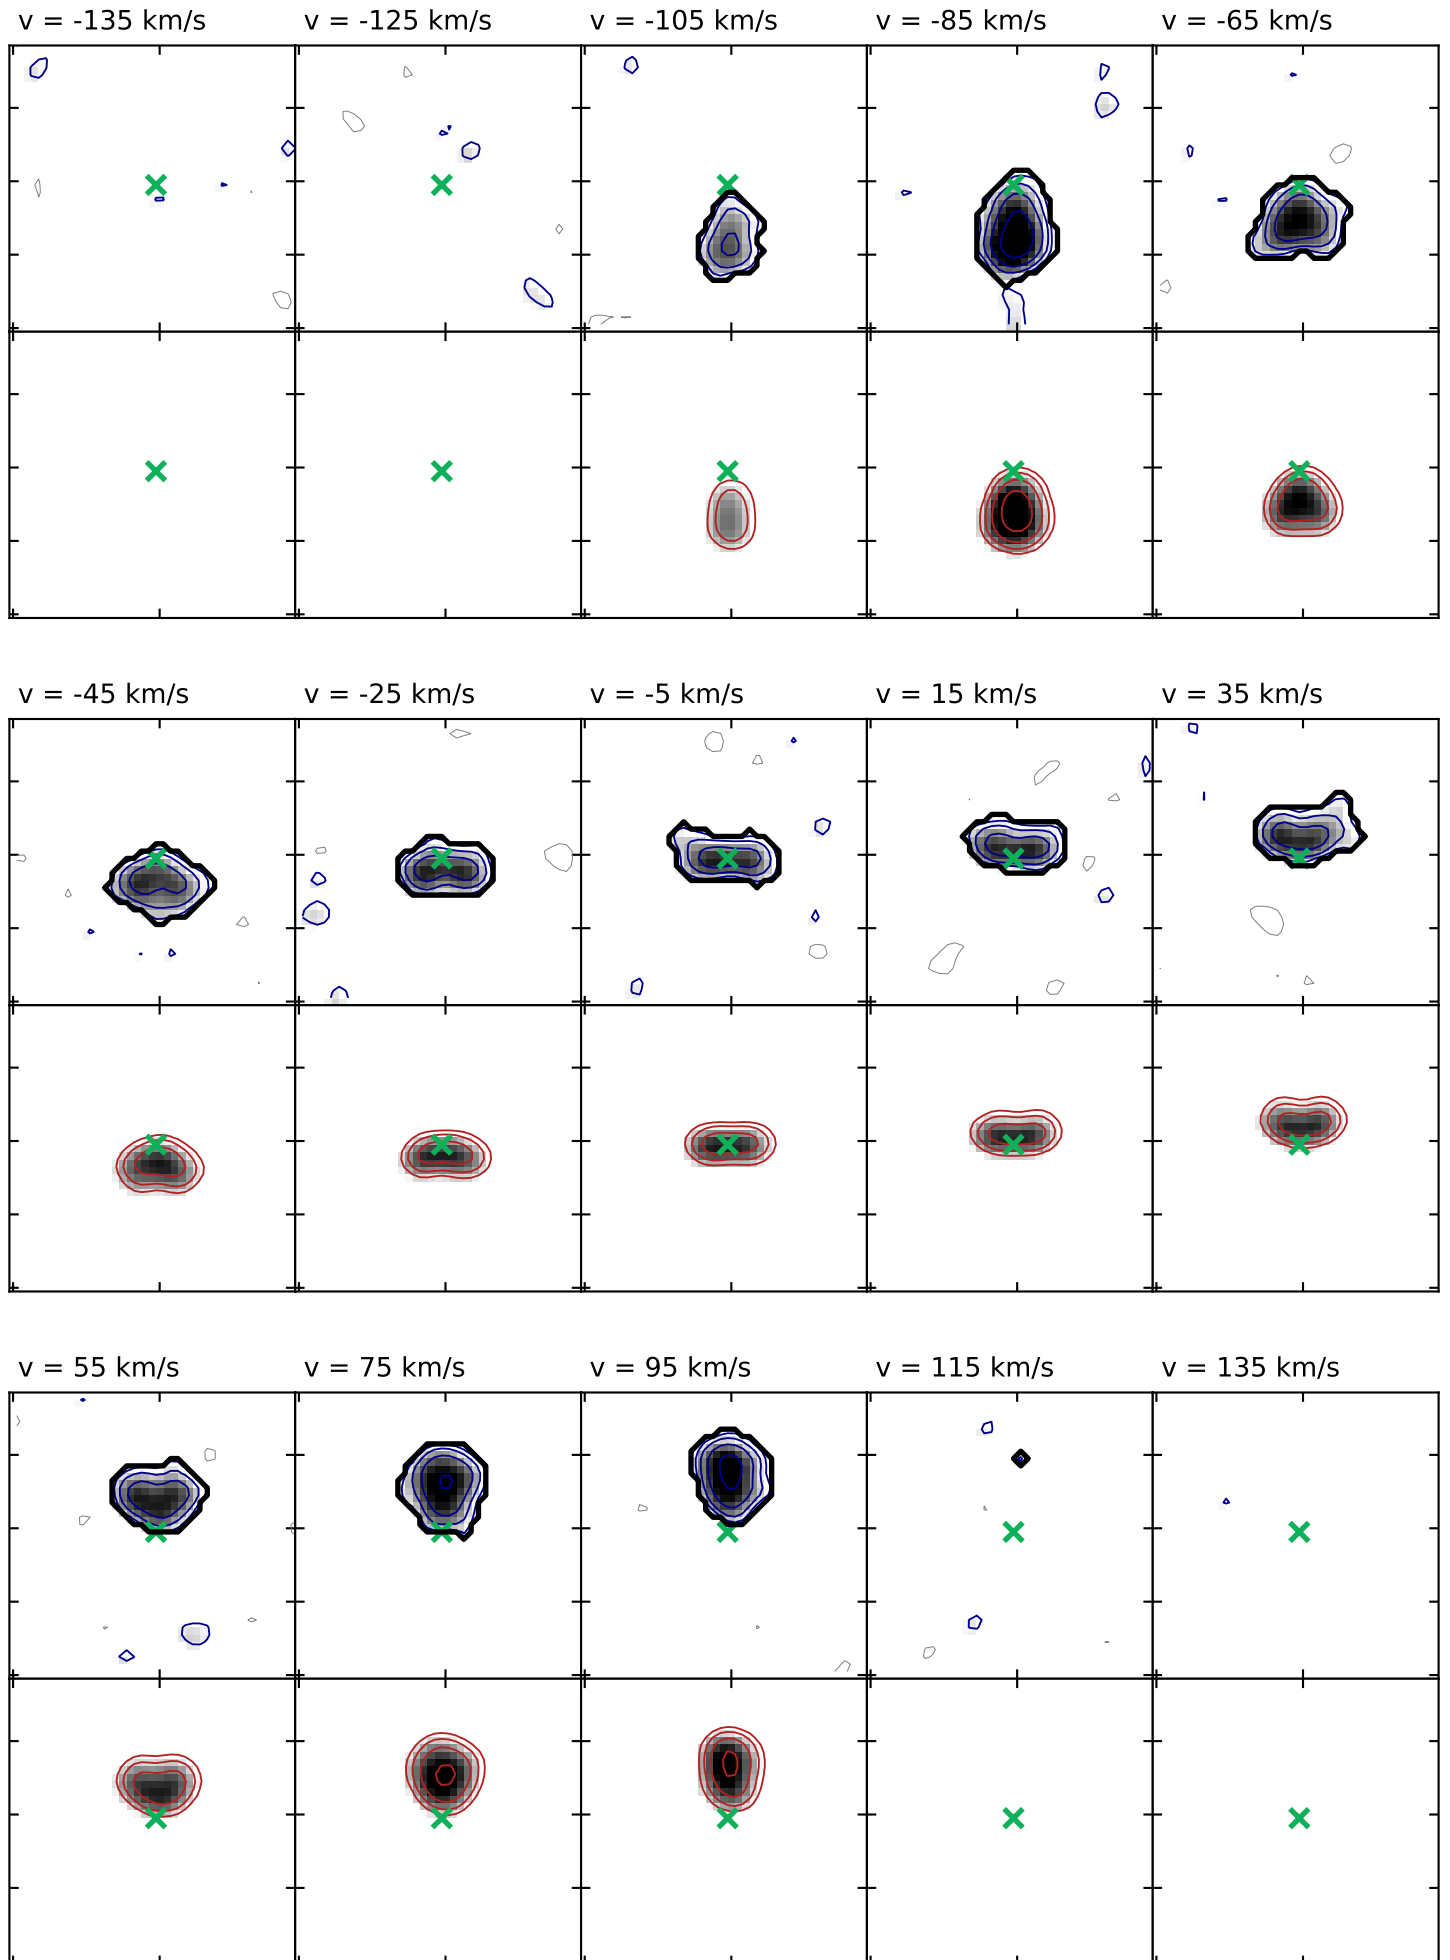 v = -135 km/s
v = -125 km/s
v = -105 km/s
v = -85 km/s
v = -65 km/s
v = -45 km/s
v = -25 km/s
v = -5 km/s
v = 15 km/s
v = 35 km/s
v = 55 km/s
v = 75 km/s
v = 95 km/s
v = 115 km/s
v = 135 km/s